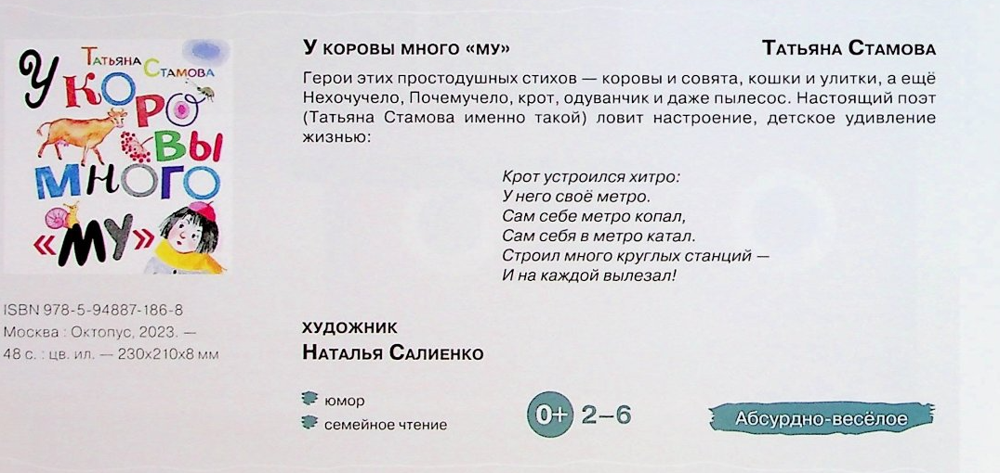 Татьяна
Стамова
У коровы
много
«му»
ISBN 978-5-94887-186-8
Москва : Октопус, 2023. —
48 с. : цв. ил. — 230х210х8 мм
У коровы много «му»
Татьяна Стамова
Герои этих простодушных стихов — коровы и совята, кошки и улитки, а ещё
Нехочучело, Почемучело, крот, одуванчик и даже пылесос. Настоящий поэт
(Татьяна Стамова именно такой) ловит настроение, детское удивление
жизнью:
Крот устроился хитро:
У него своё метро.
Сам себе метро копал,
Сам себя в метро катал.
Строил много круглых станций —
И на каждой вылезал!
художник
Наталья Салиенко
юмор
семейное чтение
0+ 2–6
Абсурдно-весёлое